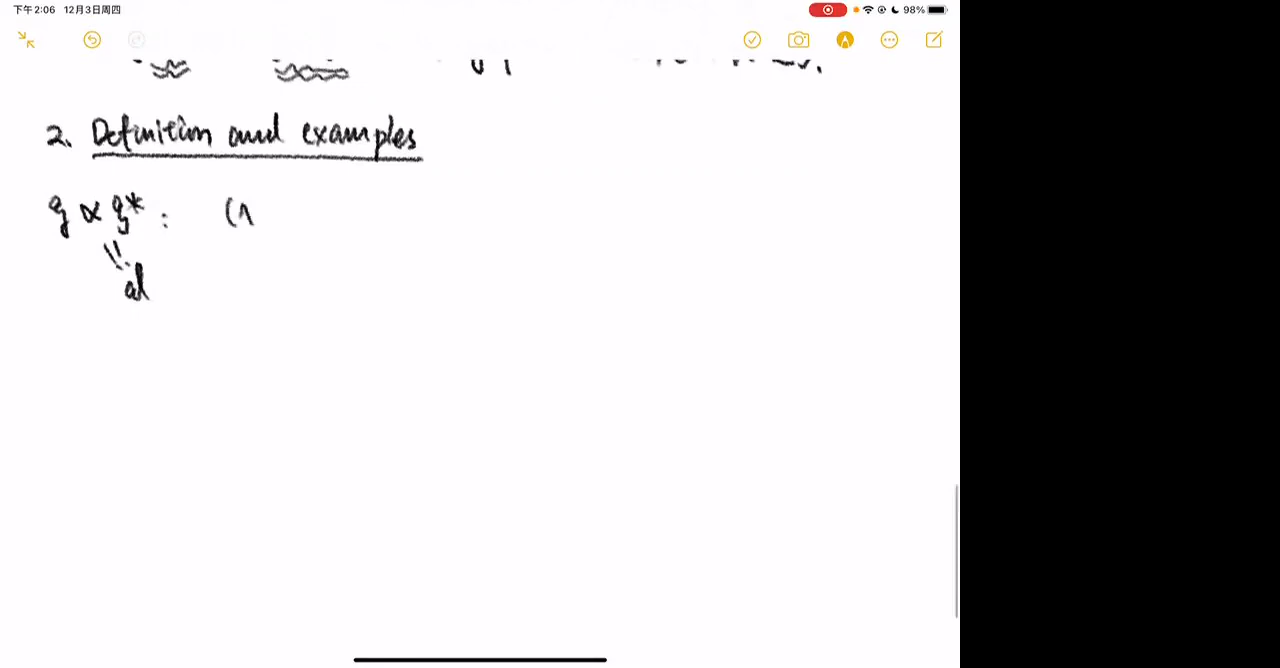 下午2:06 12月3日周四 98%
2. Definition and examples
g ∝ g* :
ad